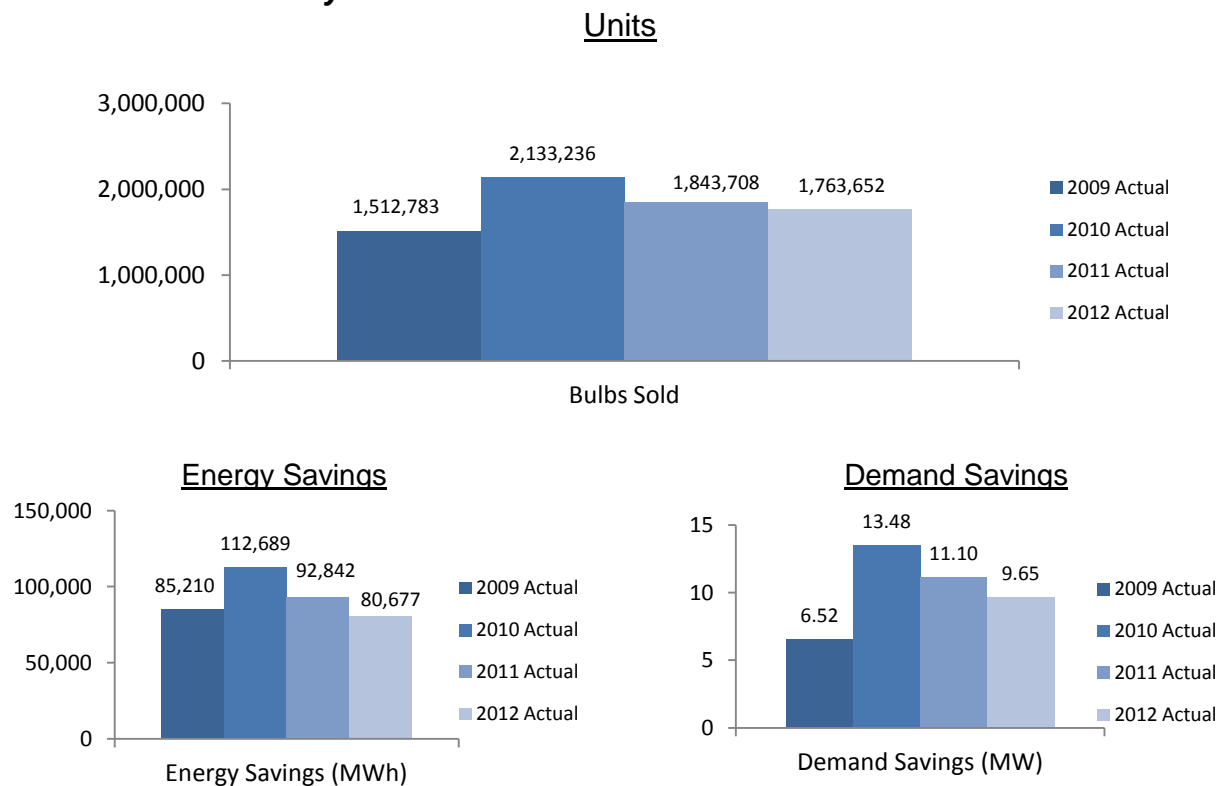 Units
3,000,000
2,000,000
1,000,000
0
1,512,783
2,133,236
1,843,708
1,763,652
Bulbs Sold
2009 Actual
2010 Actual
2011 Actual
2012 Actual
Energy Savings
150,000
100,000
50,000
0
85,210
112,689
92,842
80,677
Energy Savings (MWh)
2009 Actual
2010 Actual
2011 Actual
2012 Actual
Demand Savings
15
10
5
0
6.52
13.48
11.10
9.65
Demand Savings (MW)
2009 Actual
2010 Actual
2011 Actual
2012 Actual